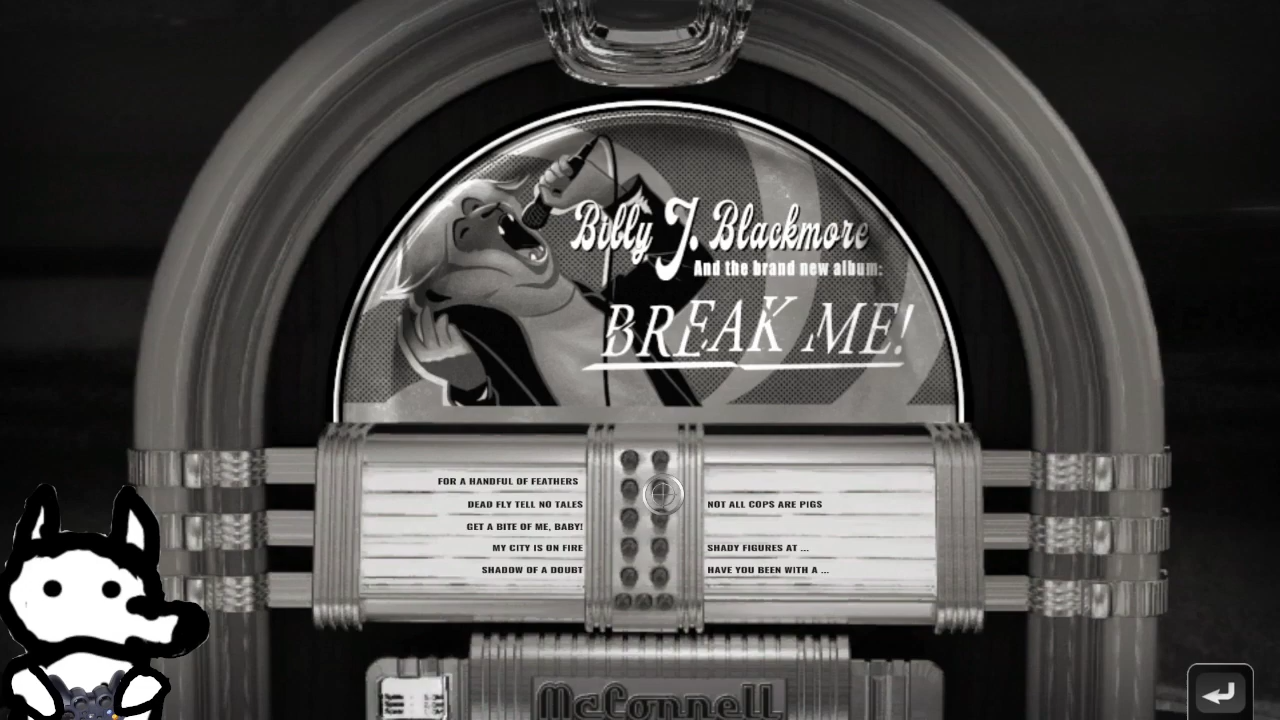 Billy J. Blackmore
And the brand new album:
BREAK ME!
FOR A HANDFUL OF FEATHERS
DEAD FLY TELL NO TALES
GET A BITE OF ME, BABY!
MY CITY IS ON FIRE
SHADOW OF A DOUBT
NOT ALL COPS ARE PIGS
SHADY FIGURES AT ...
HAVE YOU BEEN WITH A ...
McConnell